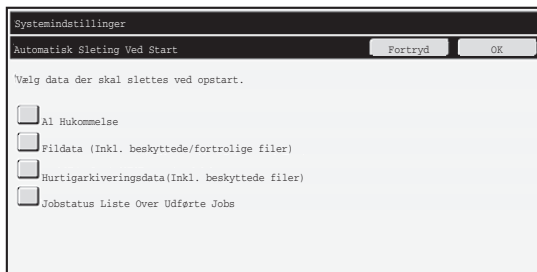 Systemindstillinger
Automatisk Sleting Ved Start Fortryd OK
'Vælg data der skal slettes ved opstart.
Al Hukommelse
Fildata (Inkl. beskyttede/fortrolige filer)
Hurtigarkiveringsdata(Inkl. beskyttede filer)
Jobstatus Liste Over Udførte Jobs